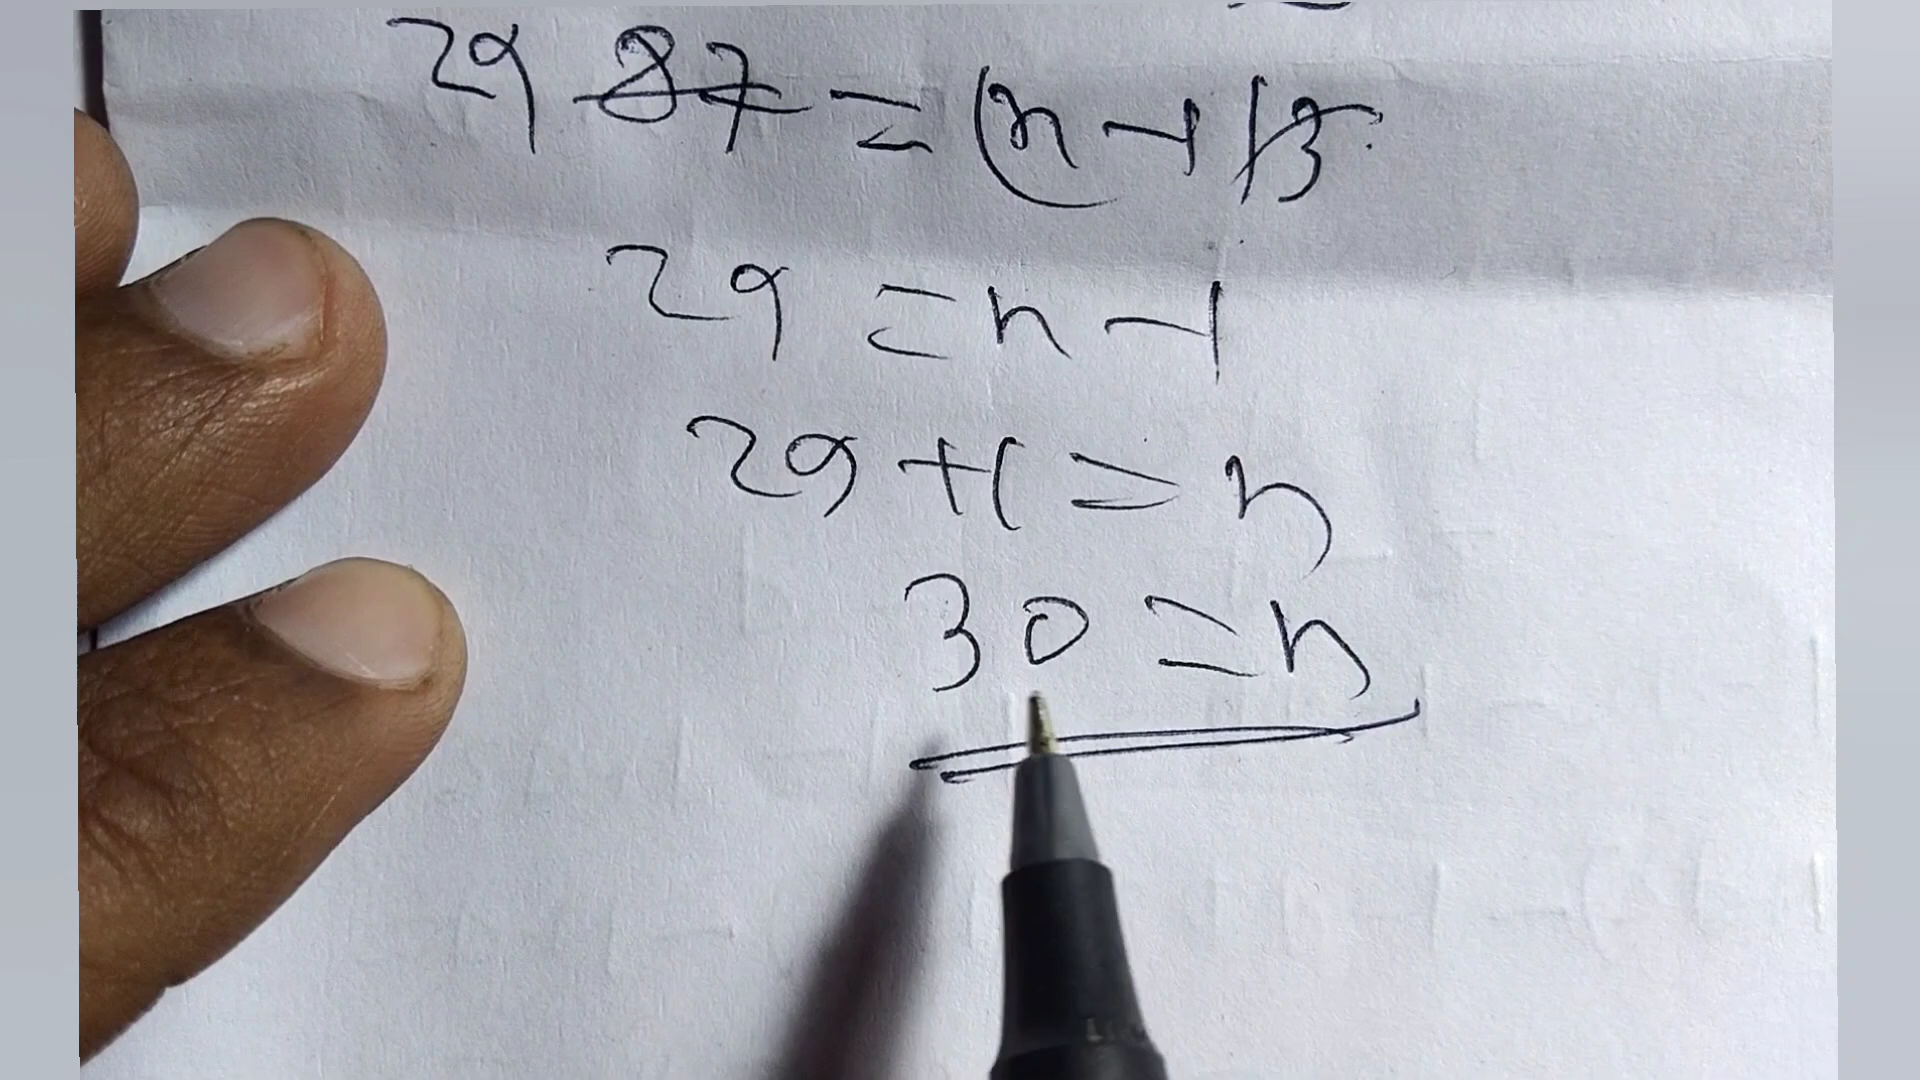 29 87 = (n-1)3
29 = n-1
29+1 = n
30 = n